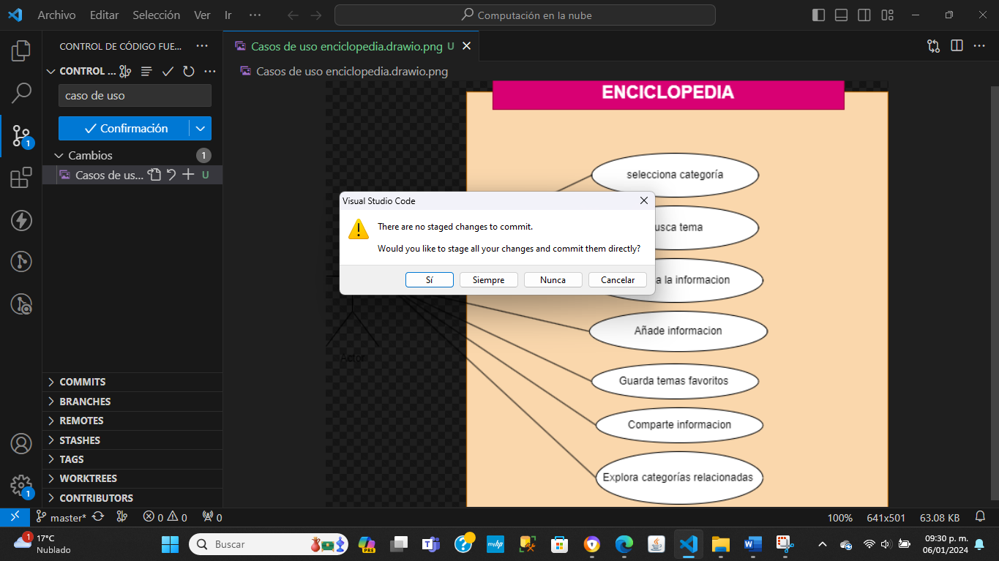 Archivo Editar Selección Ver Ir ··· Computación en la nube
CONTROL DE CÓDIGO FUE... ···
CONTROL ... ···
caso de uso
Confirmación
Cambios 1
Casos de us... U
COMMITS
BRANCHES
REMOTES
STASHES
TAGS
WORKTREES
CONTRIBUTORS
1
1
Casos de uso enciclopedia.drawio.png U ···
Casos de uso enciclopedia.drawio.png
ENCICLOPEDIA
selecciona categoría
usca tema
a la informacion
Añade informacion
Guarda temas favoritos
Comparte informacion
Explora categorías relacionadas
Actor
Visual Studio Code
There are no staged changes to commit.
Would you like to stage all your changes and commit them directly?
Sí Siempre Nunca Cancelar
master* 0 0 0 100% 641x501 63.08 KB
1 17°C
Nublado
Buscar
PRE
myhp
09:30 p. m.
06/01/2024